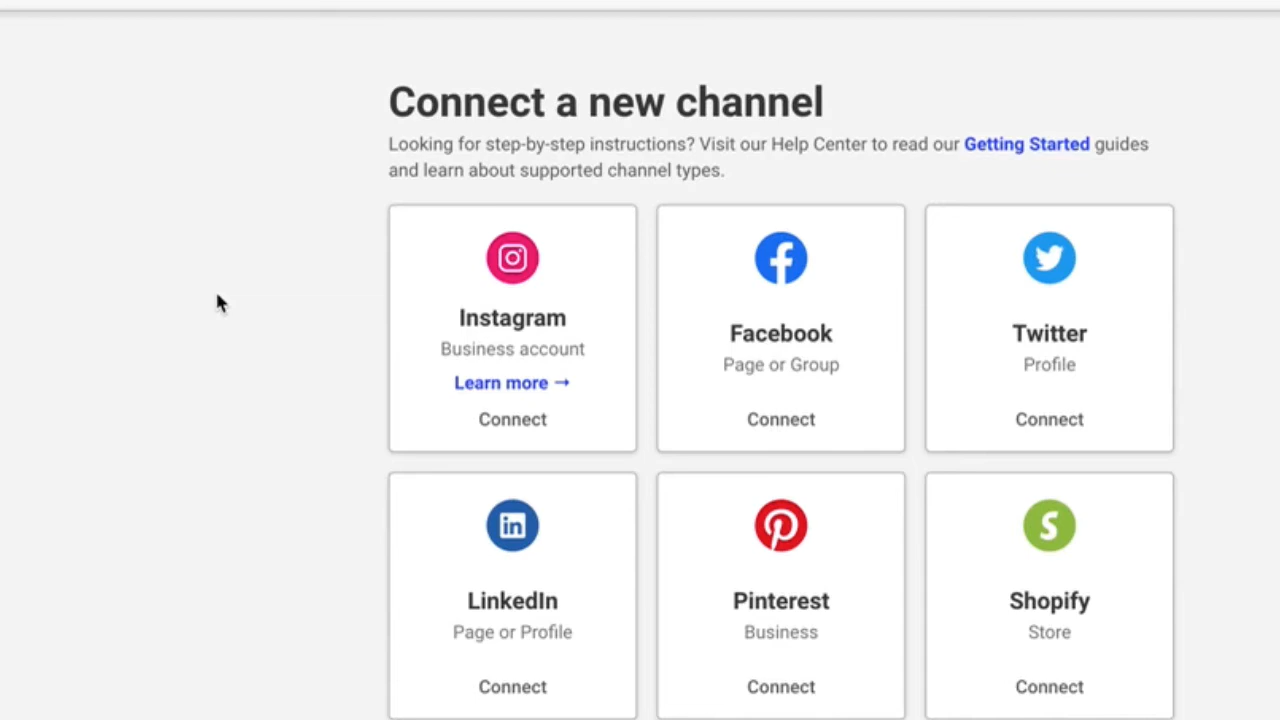 Connect a new channel
Looking for step-by-step instructions? Visit our Help Center to read our Getting Started guides
and learn about supported channel types.
Instagram
Business account
Learn more →
Connect
Facebook
Page or Group
Connect
Twitter
Profile
Connect
LinkedIn
Page or Profile
Connect
Pinterest
Business
Connect
Shopify
Store
Connect